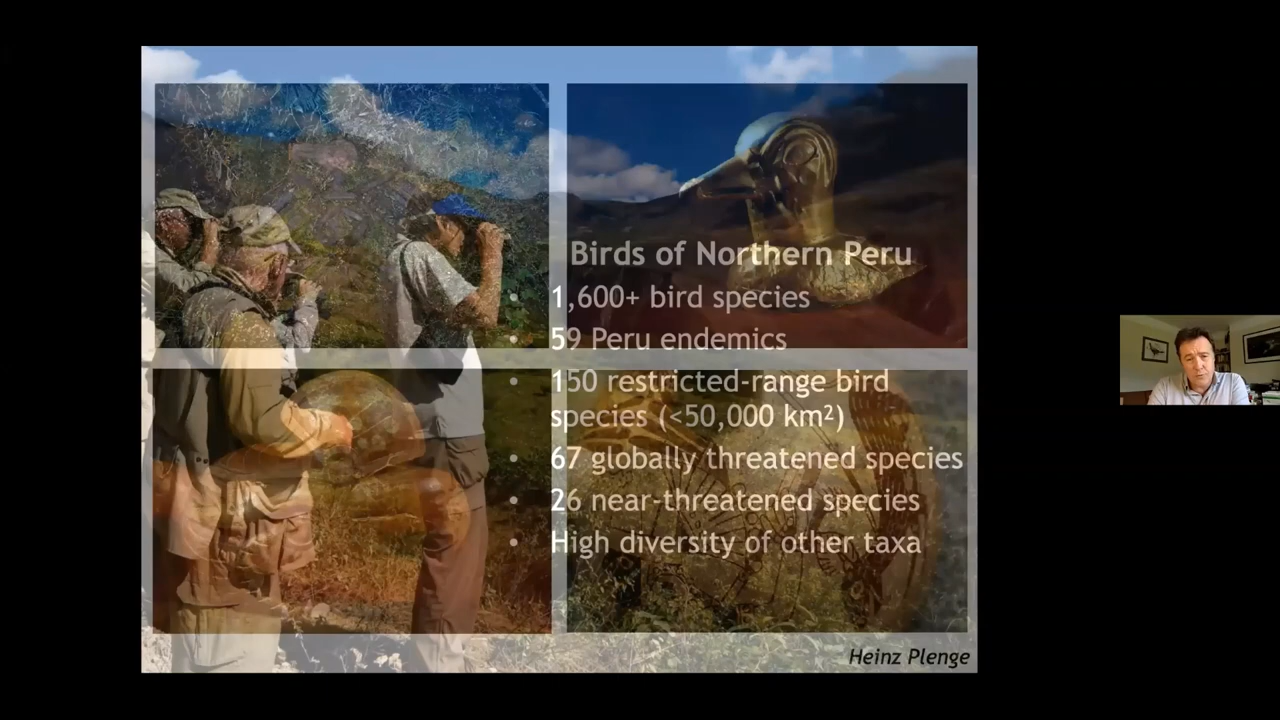 Birds of Northern Peru
• 1,600+ bird species
• 59 Peru endemics
• 150 restricted-range bird
species (<50,000 km²)
• 67 globally threatened species
• 26 near-threatened species
• High diversity of other taxa
Heinz Plenge